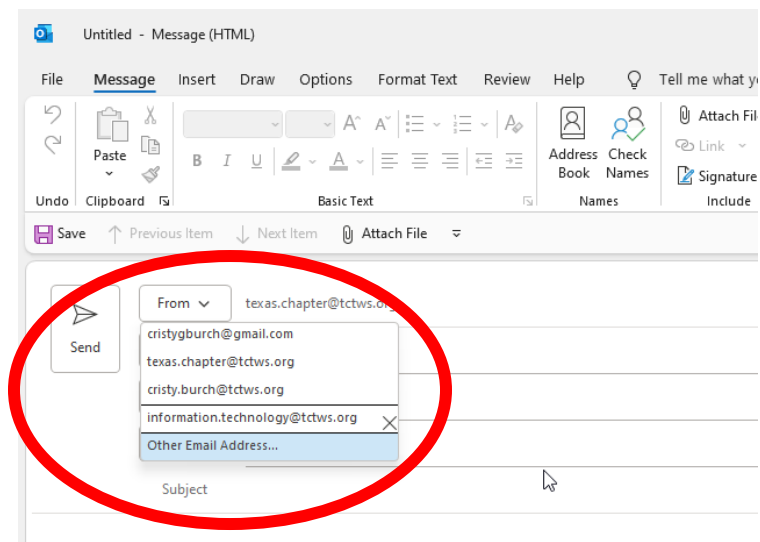 Untitled - Message (HTML)
File Message Insert Draw Options Format Text Review Help Tell me what
Paste
B I U A
Address Book
Check Names
Attach
Link
Signature
Undo Clipboard Basic Text Names Include
Save Previous Item Next Item Attach File
Send
From texas.chapter@tctws.org
cristygburch@gmail.com
texas.chapter@tctws.org
cristy.burch@tctws.org
information.technology@tctws.org
Other Email Address...
Subject